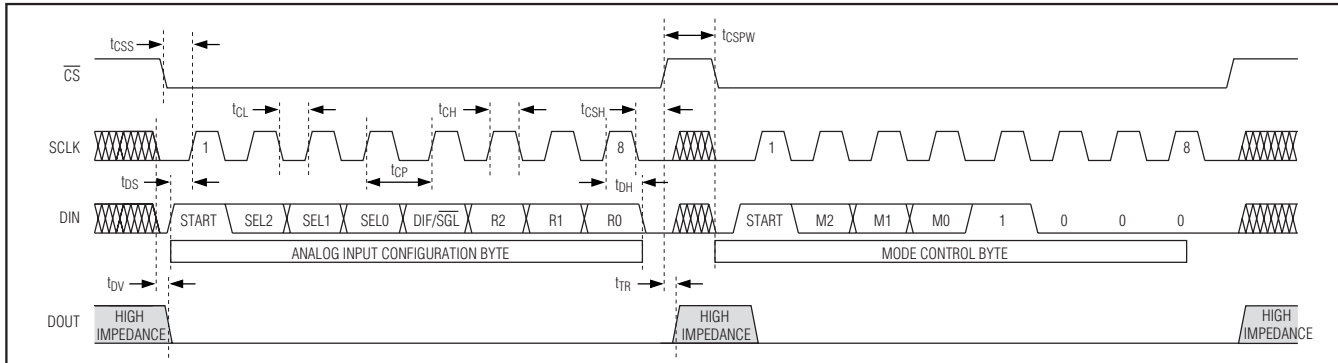 tCSS
tCSPW
CS
tCL
tCH
tCSH
SCLK
1
8
1
8
tCP
tDS
tDH
DIN
START SEL2 SEL1 SEL0 DIF/SGL R2 R1 R0
START M2 M1 M0 1 0 0 0
ANALOG INPUT CONFIGURATION BYTE
MODE CONTROL BYTE
tDV
tTR
DOUT
HIGH
IMPEDANCE
HIGH
IMPEDANCE
HIGH
IMPEDANCE